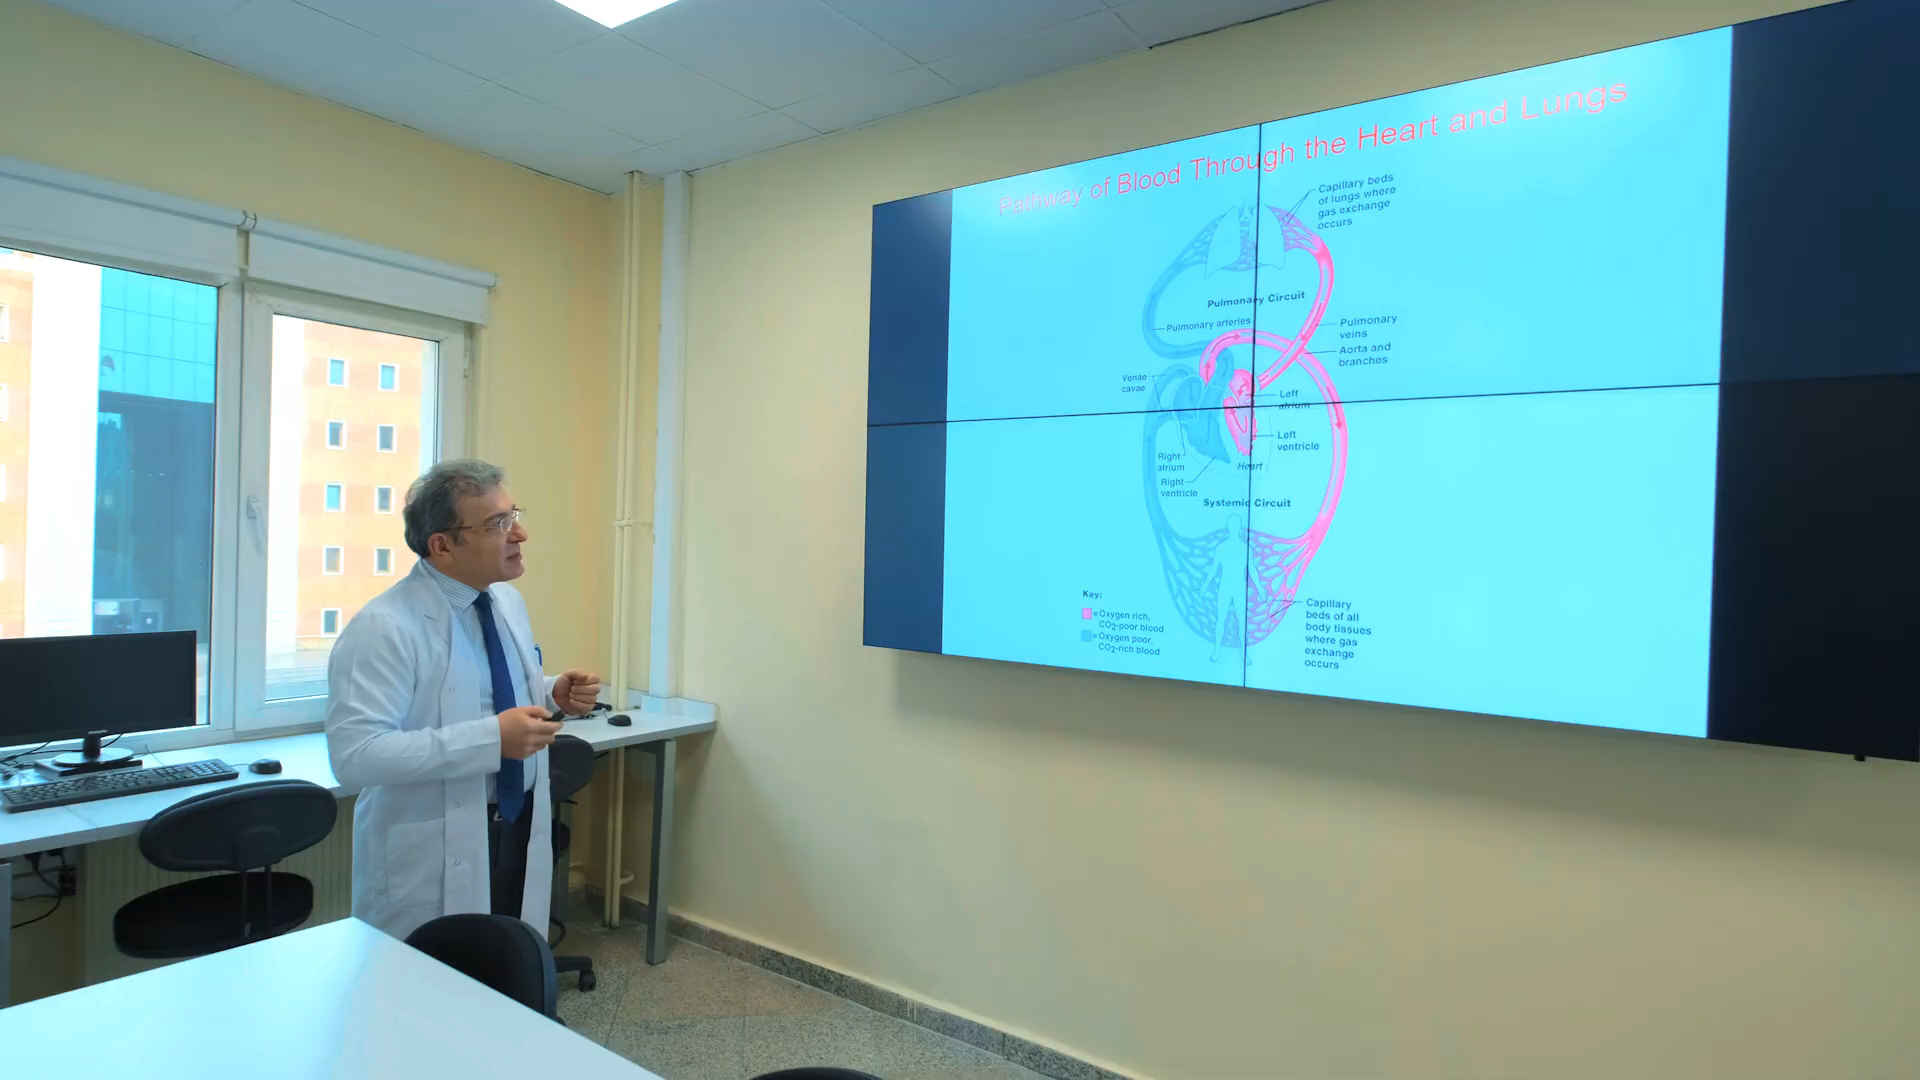 Pathway of Blood Through the Heart and Lungs
Capillary beds
of lungs where
gas exchange
occurs
Pulmonary Circuit
Pulmonary arteries
Pulmonary
veins
Aorta and
branches
Venae
cavae
Left
atrium
Left
ventricle
Right
atrium
Heart
Right
ventricle
Systemic Circuit
Key:
= Oxygen rich,
CO2-poor blood
= Oxygen poor,
CO2-rich blood
Capillary
beds of all
body tissues
where gas
exchange
occurs